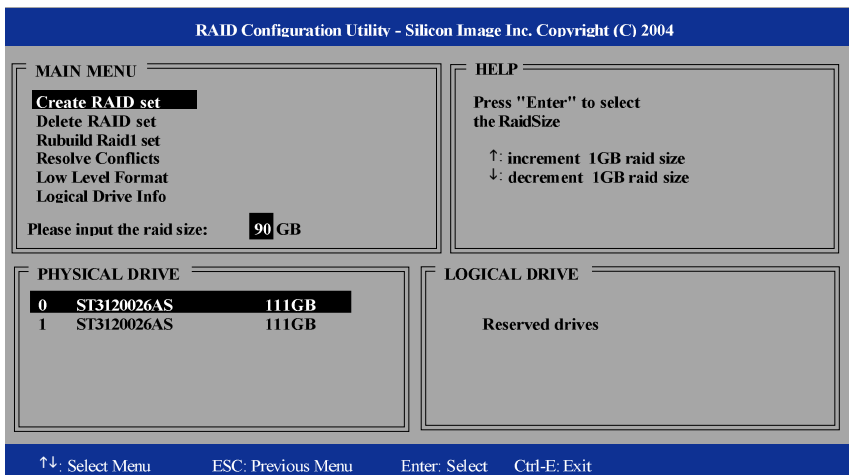 RAID Configuration Utility - Silicon Image Inc. Copyright (C) 2004
MAIN MENU
Create RAID set
Delete RAID set
Rubuild Raid1 set
Resolve Conflicts
Low Level Format
Logical Drive Info
Please input the raid size: 90 GB
HELP
Press "Enter" to select
the RaidSize
↑: increment 1GB raid size
↓: decrement 1GB raid size
PHYSICAL DRIVE
0 ST3120026AS 111GB
1 ST3120026AS 111GB
LOGICAL DRIVE
Reserved drives
↑↓: Select Menu ESC: Previous Menu Enter: Select Ctrl-E: Exit